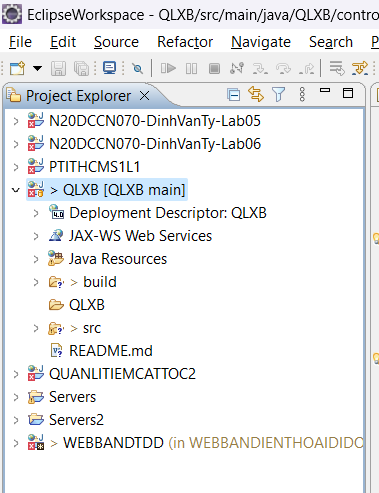 EclipseWorkspace - QLXB/src/main/java/QLXB/contro
File Edit Source Refactor Navigate Search P
Project Explorer
N20DCCN070-DinhVanTy-Lab05
N20DCCN070-DinhVanTy-Lab06
PTITHCMS1L1
> QLXB [QLXB main]
Deployment Descriptor: QLXB
JAX-WS Web Services
Java Resources
> build
QLXB
> src
README.md
QUANLITIEMCATTOC2
Servers
Servers2
> WEBBANDTDD (in WEBBANDIENTHOAIDIDO